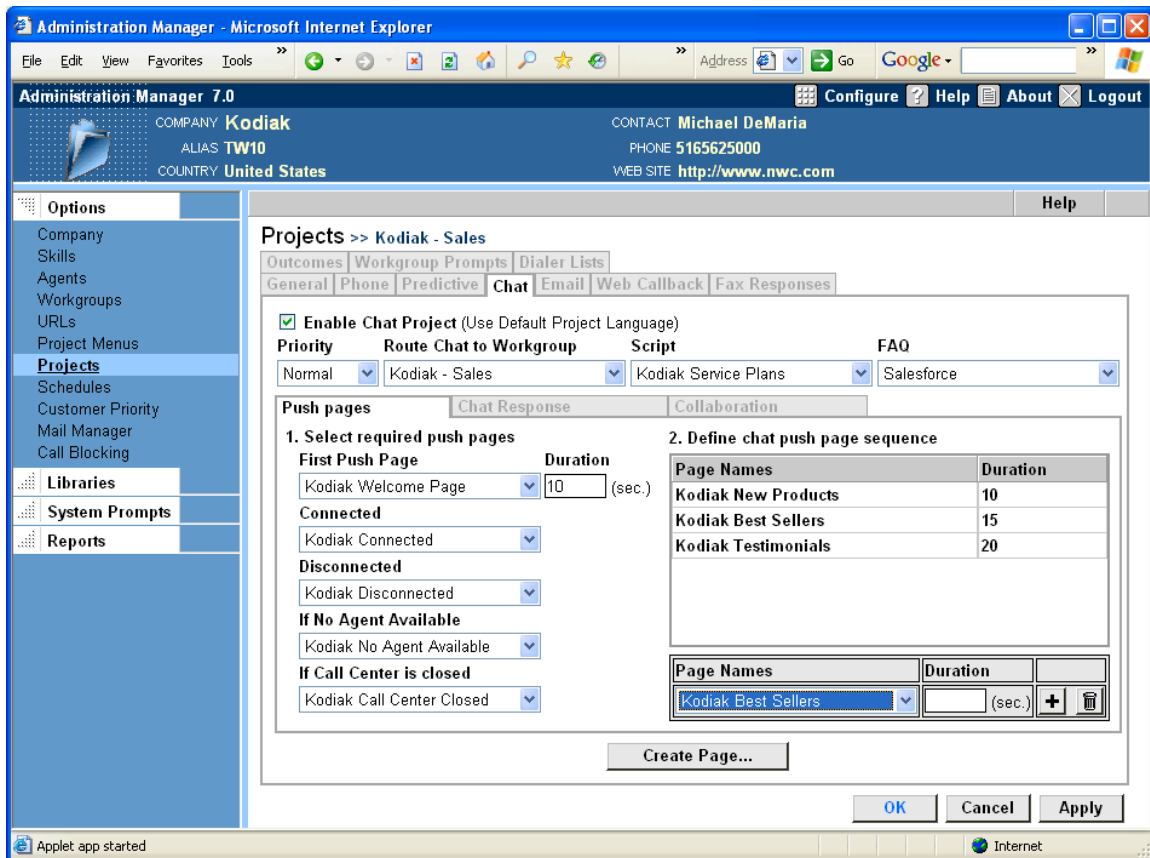 Administration Manager - Microsoft Internet Explorer
File Edit View Favorites Tools » » Address Go Google »
Administration Manager 7.0 Configure ? Help About Logout
COMPANY Kodiak CONTACT Michael DeMaria
ALIAS TW10 PHONE 5165625000
COUNTRY United States WEB SITE http://www.nwc.com
Options
Company
Skills
Agents
Workgroups
URLs
Project Menus
Projects
Schedules
Customer Priority
Mail Manager
Call Blocking
Libraries
System Prompts
Reports
Help
Projects >> Kodiak - Sales
Outcomes Workgroup Prompts Dialer Lists
General Phone Predictive Chat Email Web Callback Fax Responses
Enable Chat Project (Use Default Project Language)
Priority Route Chat to Workgroup Script FAQ
Normal Kodiak - Sales Kodiak Service Plans Salesforce
Push pages Chat Response Collaboration
1. Select required push pages
First Push Page Duration
Kodiak Welcome Page 10 (sec.)
Connected
Kodiak Connected
Disconnected
Kodiak Disconnected
If No Agent Available
Kodiak No Agent Available
If Call Center is closed
Kodiak Call Center Closed
2. Define chat push page sequence
Page Names Duration
Kodiak New Products 10
Kodiak Best Sellers 15
Kodiak Testimonials 20
Page Names Duration
Kodiak Best Sellers (sec.) +
Create Page...
OK Cancel Apply
Applet app started Internet